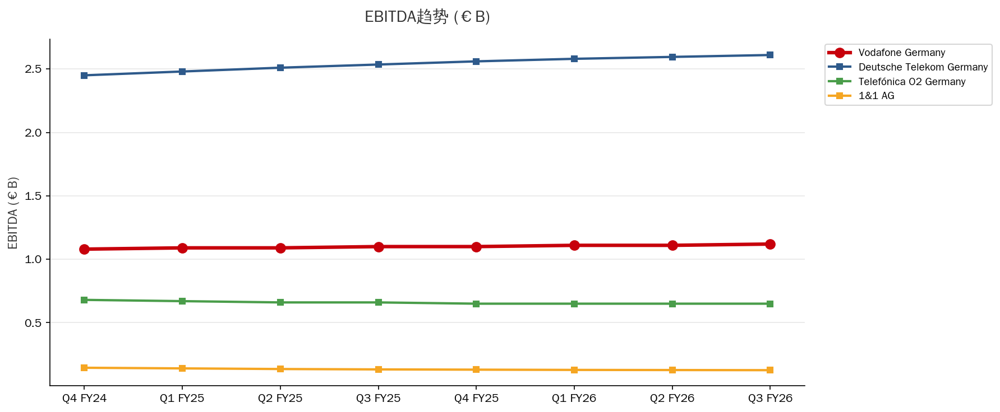 EBITDA趋势 (€ B)
EBITDA (€ B)
2.5
2.0
1.5
1.0
0.5
Q4 FY24
Q1 FY25
Q2 FY25
Q3 FY25
Q4 FY25
Q1 FY26
Q2 FY26
Q3 FY26
Vodafone Germany
Deutsche Telekom Germany
Telefónica O2 Germany
1&1 AG